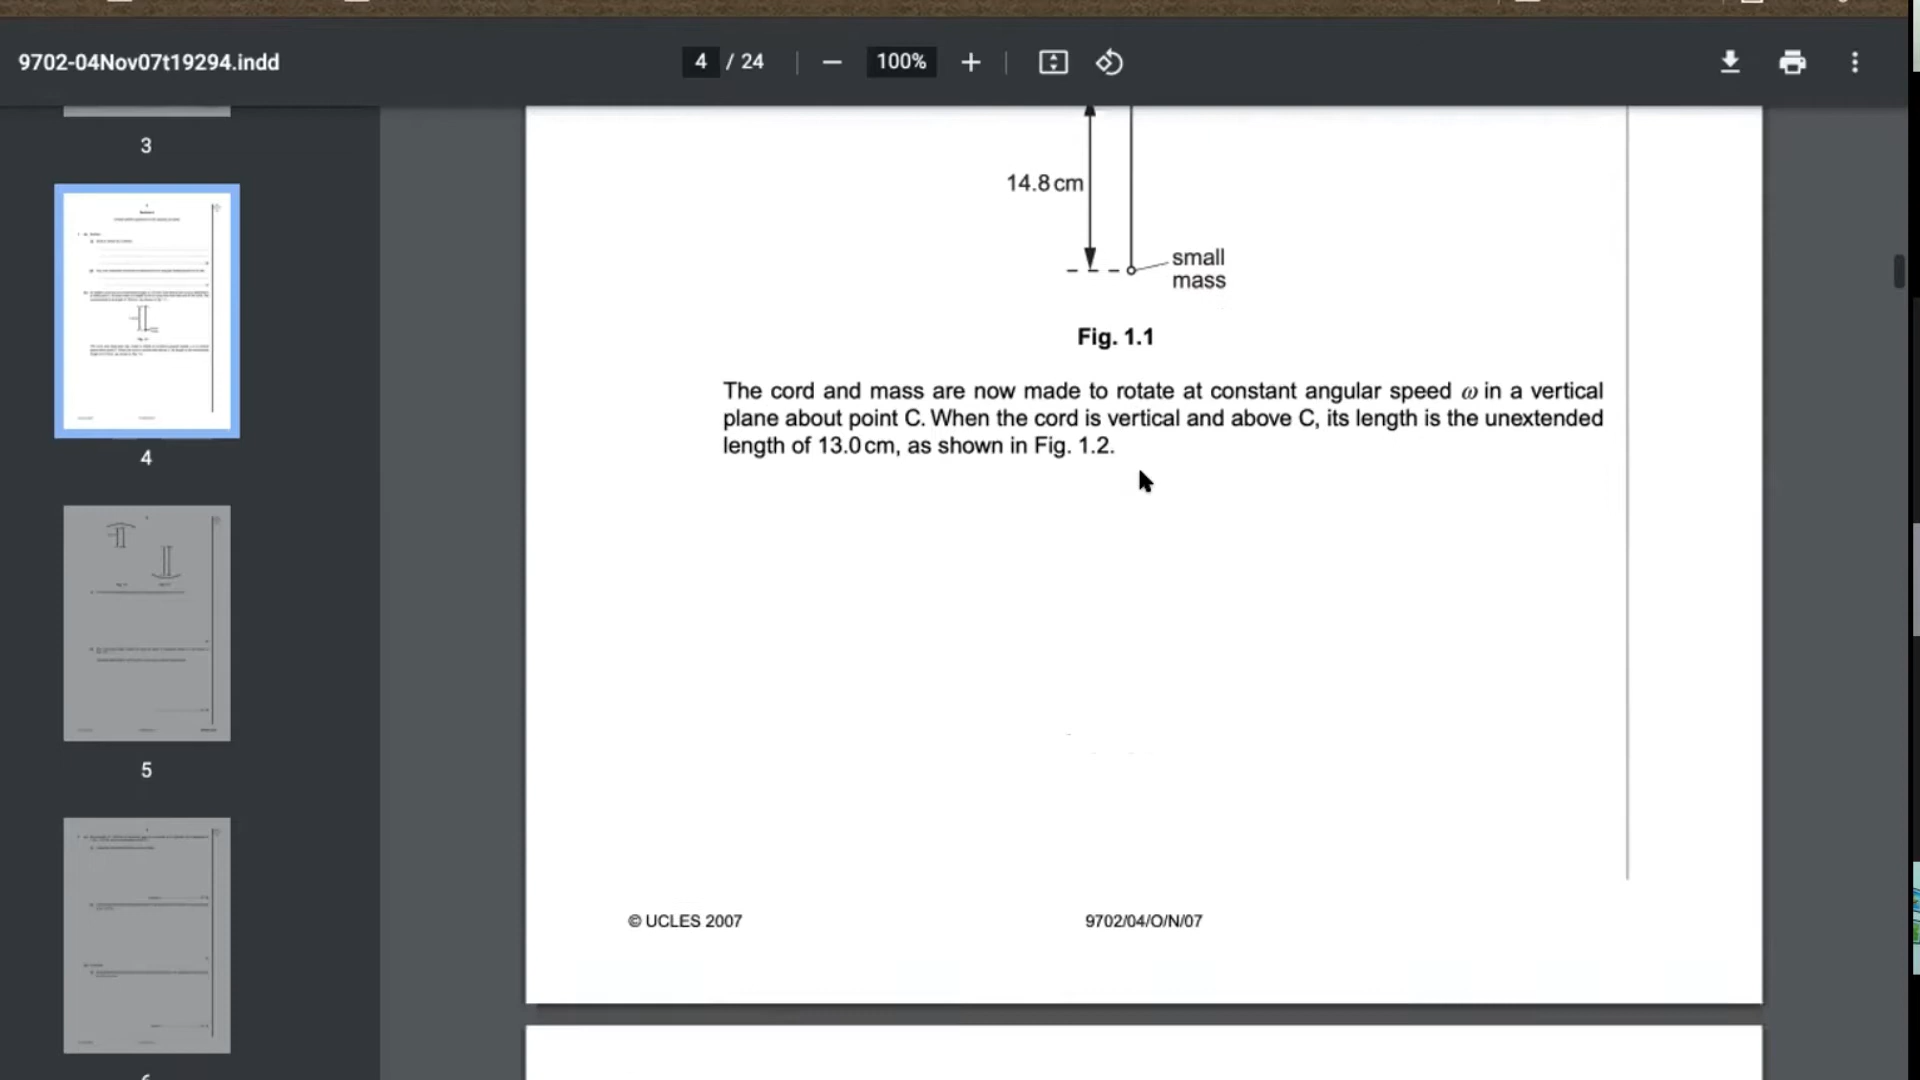 9702-04Nov07t19294.indd
4 / 24
100%
3
4
5
14.8 cm
small
mass
Fig. 1.1
The cord and mass are now made to rotate at constant angular speed ω in a vertical
plane about point C. When the cord is vertical and above C, its length is the unextended
length of 13.0 cm, as shown in Fig. 1.2.
© UCLES 2007
9702/04/O/N/07